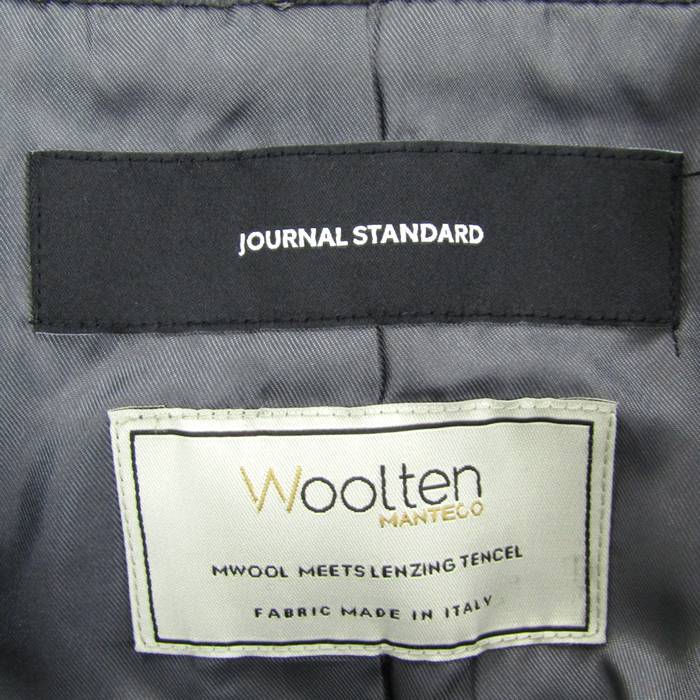 JOURNAL STANDARD
Woolten
MANTECO
MWOOL MEETS LENZING TENCEL
FABRIC MADE IN ITALY